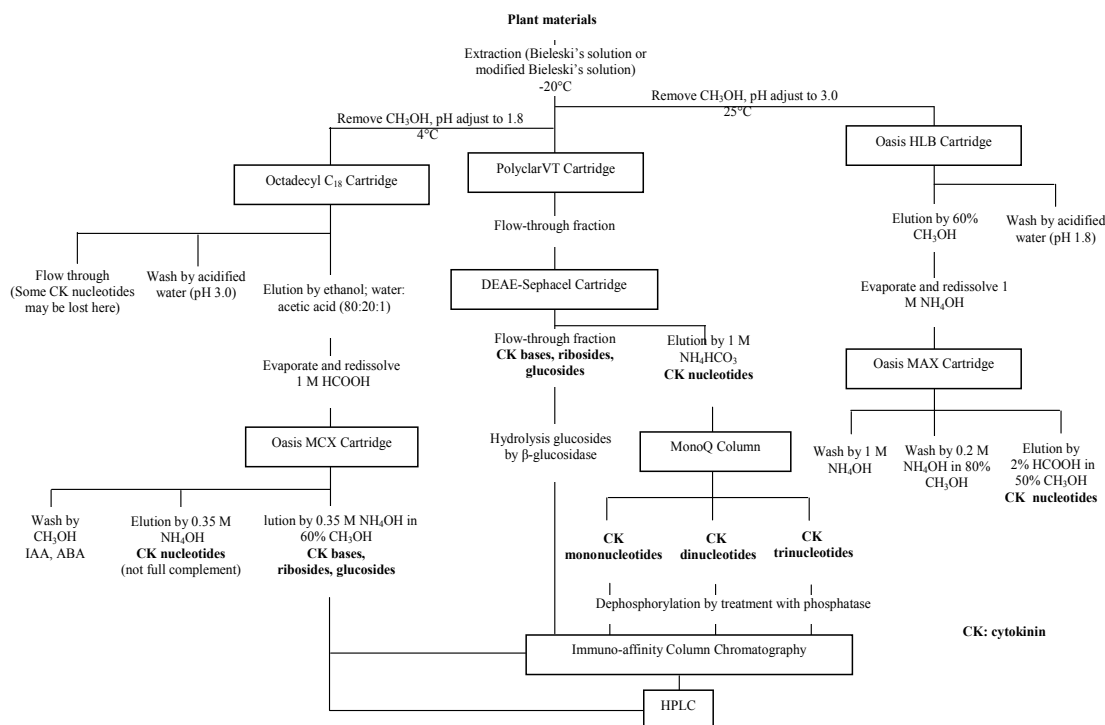 Plant materials
Extraction (Bieleski's solution or
modified Bieleski's solution)
-20°C
Remove CH₃OH, pH adjust to 1.8
4°C
Remove CH₃OH, pH adjust to 3.0
25°C
Octadecyl C₁₈ Cartridge
PolyclarVT Cartridge
Oasis HLB Cartridge
Flow through
(Some CK nucleotides
may be lost here)
Wash by acidified
water (pH 3.0)
Elution by ethanol; water:
acetic acid (80:20:1)
Evaporate and redissolve
1 M HCOOH
Oasis MCX Cartridge
Wash by
CH₃OH
IAA, ABA
Elution by 0.35 M
NH₄OH
CK nucleotides
(not full complement)
lution by 0.35 M NH₄OH in
60% CH₃OH
CK bases,
ribosides, glucosides
Flow-through fraction
DEAE-Sephacel Cartridge
Flow-through fraction
CK bases, ribosides,
glucosides
Elution by 1 M
NH₄HCO₃
CK nucleotides
Hydrolysis glucosides
by β-glucosidase
MonoQ Column
CK
mononucleotides
CK
dinucleotides
CK
trinucleotides
Dephosphorylation by treatment with phosphatase
Immuno-affinity Column Chromatography
HPLC
Elution by 60%
CH₃OH
Wash by acidified
water (pH 1.8)
Evaporate and redissolve 1
M NH₄OH
Oasis MAX Cartridge
Wash by 1 M
NH₄OH
Wash by 0.2 M
NH₄OH in 80%
CH₃OH
Elution by
2% HCOOH in
50% CH₃OH
CK nucleotides
CK: cytokinin